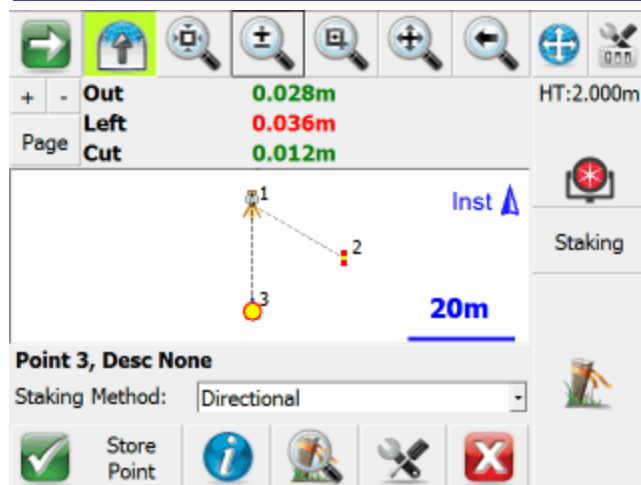 + - Out 0.028m HT:2.000m
Left 0.036m
Page
Cut 0.012m
1
Inst
2
Staking
3
20m
Point 3, Desc None
Staking Method: Directional
Store
Point